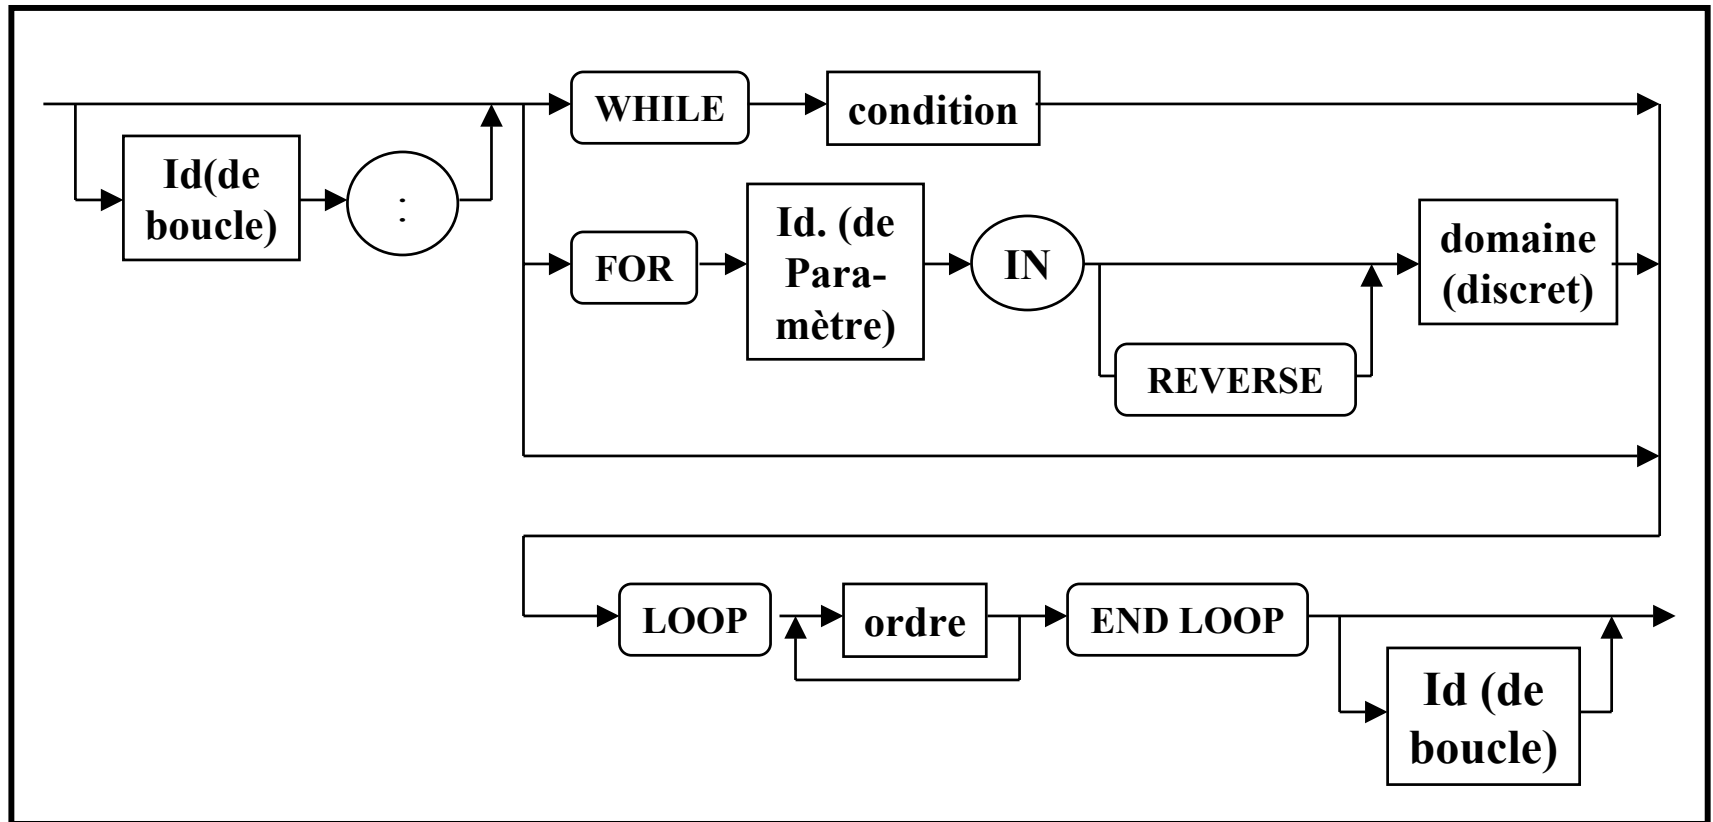 WHILE
condition
Id(de
boucle)
:
FOR
Id. (de
Para-
mètre)
IN
domaine
(discret)
REVERSE
LOOP
ordre
END LOOP
Id (de
boucle)